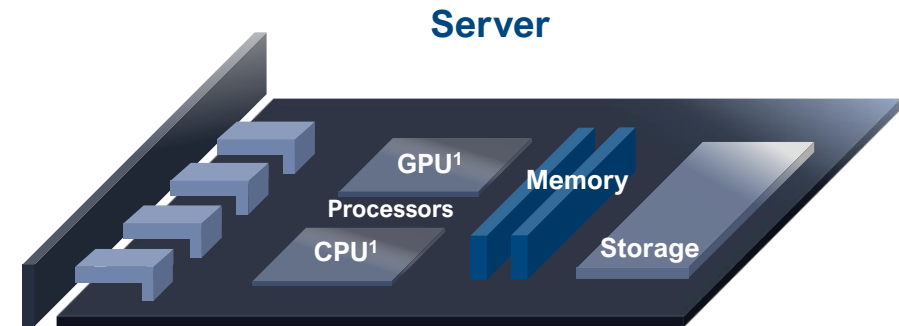 Server
GPU¹
Memory
Processors
CPU¹
Storage